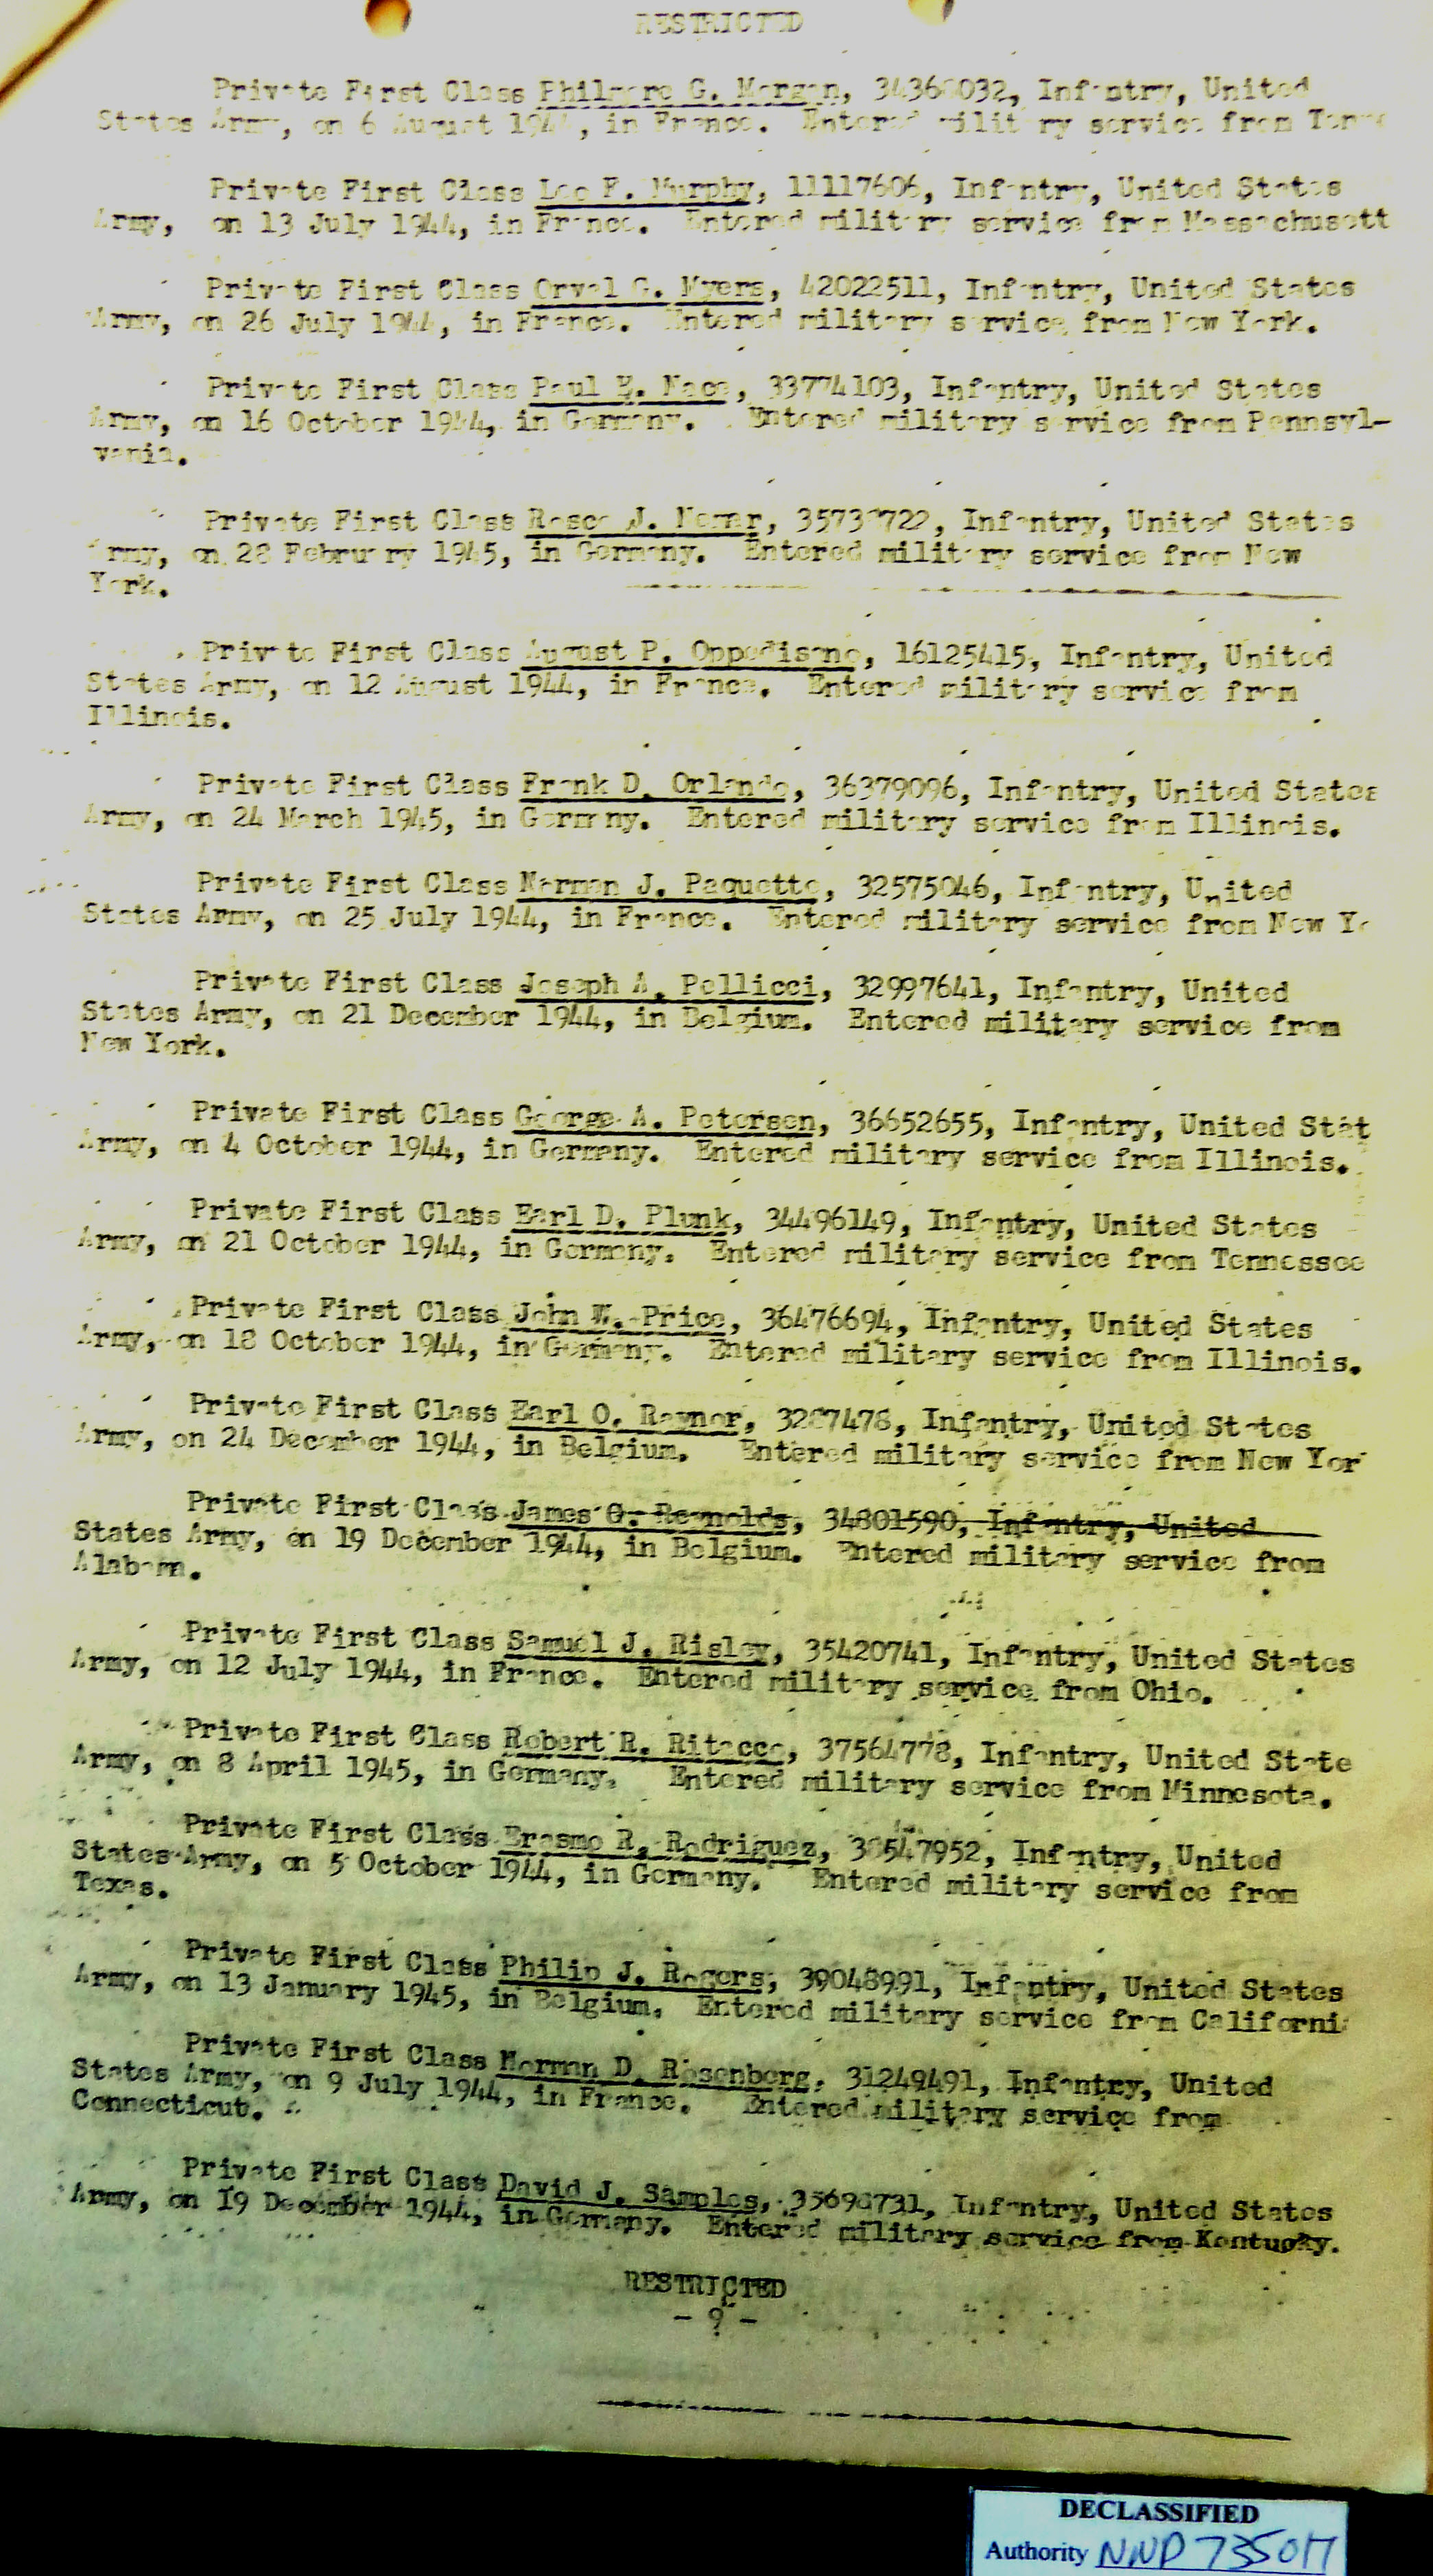 RESTRICTED
Private First Class Philmore G. Morgan, 34368032, Infantry, United
States Army, on 6 August 1944, in France. Entered military service from
Private First Class Leo F. Murphy, 11117606, Infantry, United States
Army, on 13 July 1944, in France. Entered military service from Massachusett
Private First Class Orval G. Myers, 42022511, Infantry, United States
Army, on 26 July 1944, in France. Entered military service from New York.
Private First Class Paul H. Nace, 33774103, Infantry, United States
Army, on 16 October 1944, in Germany. Entered military service from Pennsyl-
vania.
Private First Class J. Infantry, United States
Army, on 28 February 1945, in Germany. Entered military service from New
York.
Private First Class August P. Oppedisano, 16125415, Infantry, United
States Army, on 12 August 1944, in France. Entered military service from
Illinois.
Private First Class Frank D. Orlando, 36379096, Infantry, United States
Army, on 24 March 1945, in Germany. Entered military service from Illinois.
Private First Class Norman J. Paquette, 32575046, Infantry, United
States Army, on 25 July 1944, in France. Entered military service from New Yo
Private First Class Joseph A. Pellicci, 32997641, Infantry, United
States Army, on 21 December 1944, in Belgium. Entered military service from
New York.
Private First Class George A. Petersen, 36652655, Infantry, United Stat
Army, on 4 October 1944, in Germany. Entered military service from Illinois.
Private First Class Earl D. Plunk, 34496149, Infantry, United States
Army, on 21 October 1944, in Germany. Entered military service from Tennessee
Private First Class John W. Price, 36476694, Infantry, United States
Army, on 18 October 1944, in Germany. Entered military service from Illinois.
Private First Class Earl O. Raynor, 3287478, Infantry, United States
Army, on 24 December 1944, in Belgium. Entered military service from New Yor
Private First Class James O. Reynolds, 34801590, Infantry, United
States Army, on 19 December 1944, in Belgium. Entered military service from
Alabama.
Private First Class Samuel J. Risley, 35420741, Infantry, United States
Army, on 12 July 1944, in France. Entered military service from Ohio.
Private First Class Robert R. Ritacco, 37564778, Infantry, United State
Army, on 8 April 1945, in Germany. Entered military service from Minnesota.
Private First Class Erasmo R. Rodriguez, 38547952, Infantry, United
States Army, on 5 October 1944, in Germany. Entered military service from
Texas.
Private First Class Philip J. Rogers, 39048991, Infantry, United States
Army, on 13 January 1945, in Belgium. Entered military service from Californi
Private First Class Norman D. Rosenberg, 31249491, Infantry, United
States Army, on 9 July 1944, in France. Entered military service from
Connecticut.
Private First Class David J. Samples, Infantry, United States
Army, on 19 December 1944, in Germany. Entered military service from Kentucky.
RESTRICTED
- 9 -
DECLASSIFIED
Authority NND 735017